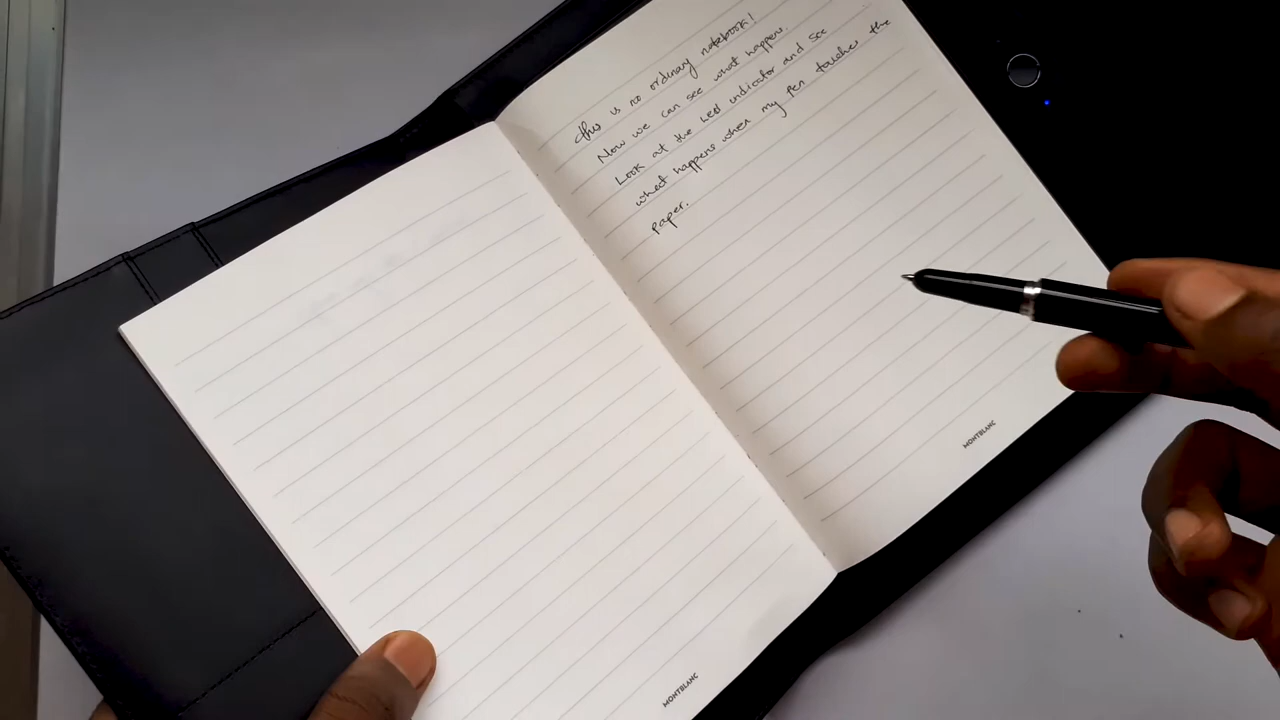 This is no ordinary notebook!
Now we can see what happens.
Look at the Led indicator and see
what happens when my Pen touches the
paper.
MONTBLANC
MONTBLANC